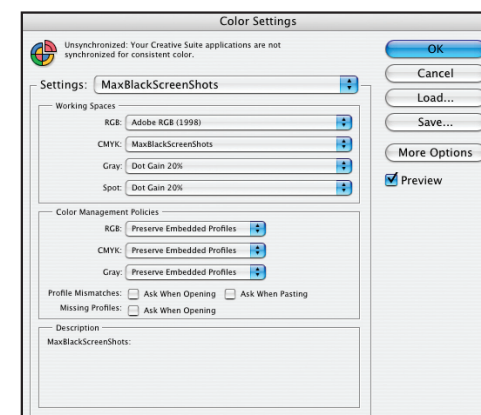 Color Settings
Unsynchronized: Your Creative Suite applications are not
synchronized for consistent color.
Settings: MaxBlackScreenShots
Working Spaces
RGB: Adobe RGB (1998)
CMYK: MaxBlackScreenShots
Gray: Dot Gain 20%
Spot: Dot Gain 20%
Color Management Policies
RGB: Preserve Embedded Profiles
CMYK: Preserve Embedded Profiles
Gray: Preserve Embedded Profiles
Profile Mismatches: Ask When Opening Ask When Pasting
Missing Profiles: Ask When Opening
Description
MaxBlackScreenShots:
OK
Cancel
Load...
Save...
More Options
Preview